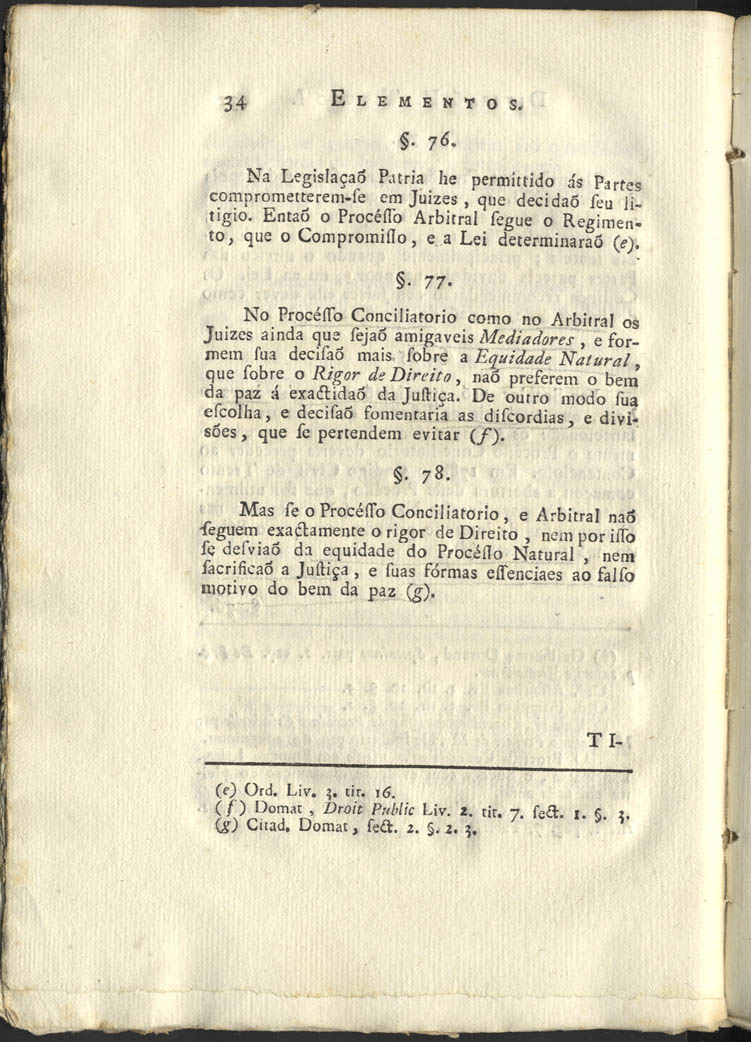 34 ELEMENTOS.
§. 76.
Na Legislaçaõ Patria he permittido ás Partes
comprometterem-ſe em Juizes , que decidaõ ſeu li-
tigio. Entaõ o Procéſſo Arbitral ſegue o Regimen-
to, que o Compromiſſo, e a Lei determinaraõ (e).
§. 77.
No Procéſſo Conciliatorio como no Arbitral os
Juizes ainda que ſejaõ amigaveis Mediadores , e for-
mem ſua deciſaõ mais ſobre a Equidade Natural ,
que ſobre o Rigor de Direito, naõ preferem o bem
da paz á exactidaõ da Juſtiça. De outro modo ſua
eſcolha, e deciſaõ fomentaria as diſcordias, e divi-
sões, que ſe pertendem evitar (f).
§. 78.
Mas ſe o Procéſſo Conciliatorio, e Arbitral naõ
ſeguem exactamente o rigor de Direito , nem por iſſo
ſe deſviaõ da equidade do Procéſſo Natural , nem
ſacrificaõ a Juſtiça , e ſuas fórmas eſſenciaes ao falſo
motivo do bem da paz (g).
TI-
(e) Ord. Liv. 3. tit. 16.
(f) Domat , Droit Public Liv. 2. tit. 7. ſect. 1. §. 3.
(g) Citad. Domat, ſect. 2. §. 2. 3.